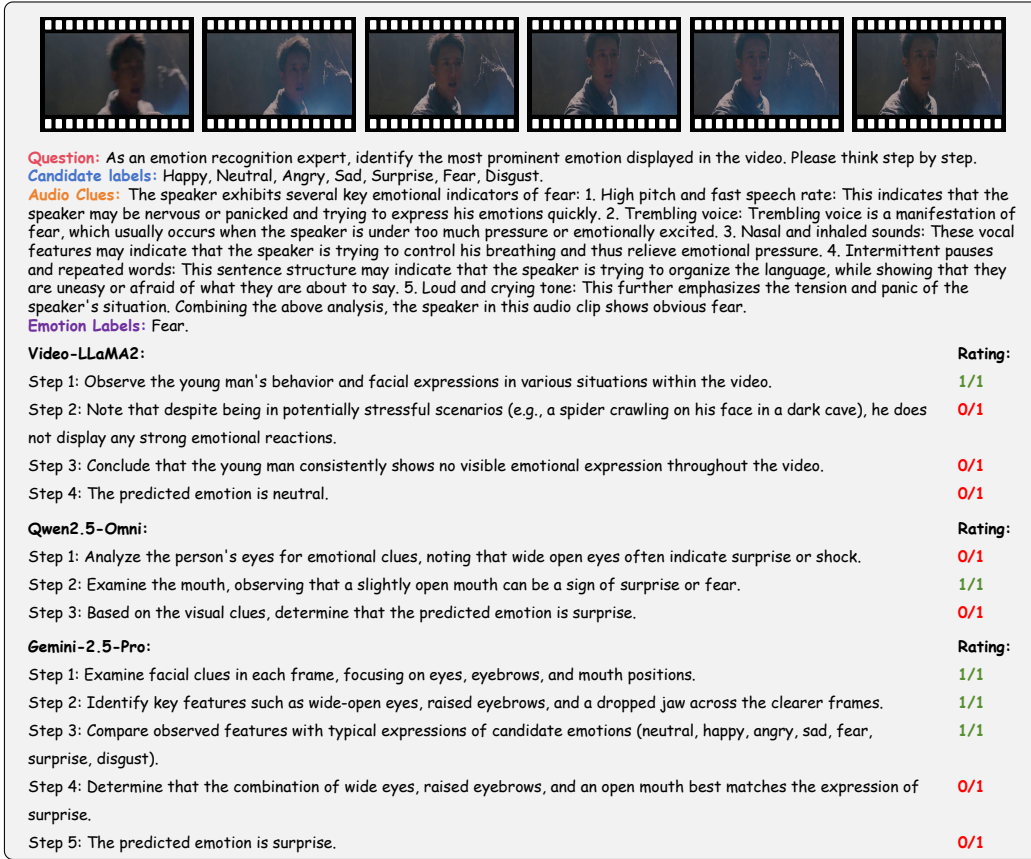 Question: As an emotion recognition expert, identify the most prominent emotion displayed in the video. Please think step by step.
Candidate labels: Happy, Neutral, Angry, Sad, Surprise, Fear, Disgust.
Audio Clues: The speaker exhibits several key emotional indicators of fear: 1. High pitch and fast speech rate: This indicates that the
speaker may be nervous or panicked and trying to express his emotions quickly. 2. Trembling voice: Trembling voice is a manifestation of
fear, which usually occurs when the speaker is under too much pressure or emotionally excited. 3. Nasal and inhaled sounds: These vocal
features may indicate that the speaker is trying to control his breathing and thus relieve emotional pressure. 4. Intermittent pauses
and repeated words: This sentence structure may indicate that the speaker is trying to organize the language, while showing that they
are uneasy or afraid of what they are about to say. 5. Loud and crying tone: This further emphasizes the tension and panic of the
speaker's situation. Combining the above analysis, the speaker in this audio clip shows obvious fear.
Emotion Labels: Fear.
Video-LLaMA2: Rating:
Step 1: Observe the young man's behavior and facial expressions in various situations within the video. 1/1
Step 2: Note that despite being in potentially stressful scenarios (e.g., a spider crawling on his face in a dark cave), he does 0/1
not display any strong emotional reactions.
Step 3: Conclude that the young man consistently shows no visible emotional expression throughout the video. 0/1
Step 4: The predicted emotion is neutral. 0/1
Qwen2.5-Omni: Rating:
Step 1: Analyze the person's eyes for emotional clues, noting that wide open eyes often indicate surprise or shock. 0/1
Step 2: Examine the mouth, observing that a slightly open mouth can be a sign of surprise or fear. 1/1
Step 3: Based on the visual clues, determine that the predicted emotion is surprise. 0/1
Gemini-2.5-Pro: Rating:
Step 1: Examine facial clues in each frame, focusing on eyes, eyebrows, and mouth positions. 1/1
Step 2: Identify key features such as wide-open eyes, raised eyebrows, and a dropped jaw across the clearer frames. 1/1
Step 3: Compare observed features with typical expressions of candidate emotions (neutral, happy, angry, sad, fear, 1/1
surprise, disgust).
Step 4: Determine that the combination of wide eyes, raised eyebrows, and an open mouth best matches the expression of 0/1
surprise.
Step 5: The predicted emotion is surprise. 0/1